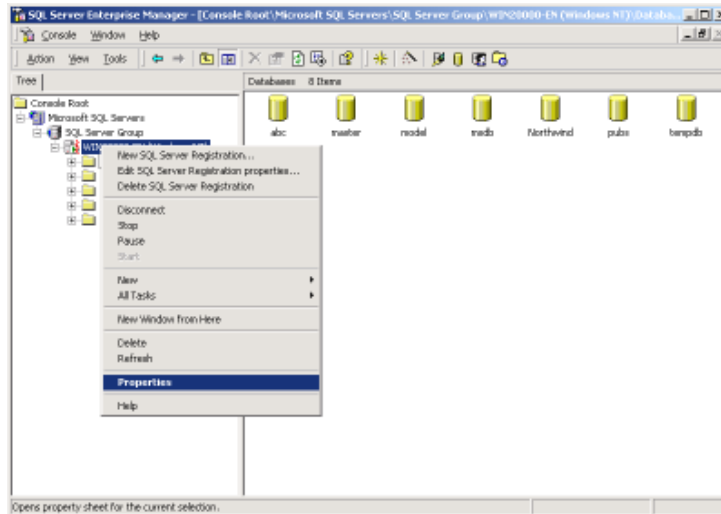 SQL Server Enterprise Manager - [Console Root\Microsoft SQL Servers\SQL Server Group\WIN20000-EN (Windows NT)\Databa...
Console Window Help
Action View Tools
Tree
Databases 8 Items
Console Root
Microsoft SQL Servers
SQL Server Group
abc
master
model
msdb
Northwind
pubs
tempdb
New SQL Server Registration...
Edit SQL Server Registration properties...
Delete SQL Server Registration
Disconnect
Stop
Pause
Start
New
All Tasks
New Window from Here
Delete
Refresh
Properties
Help
Opens property sheet for the current selection.